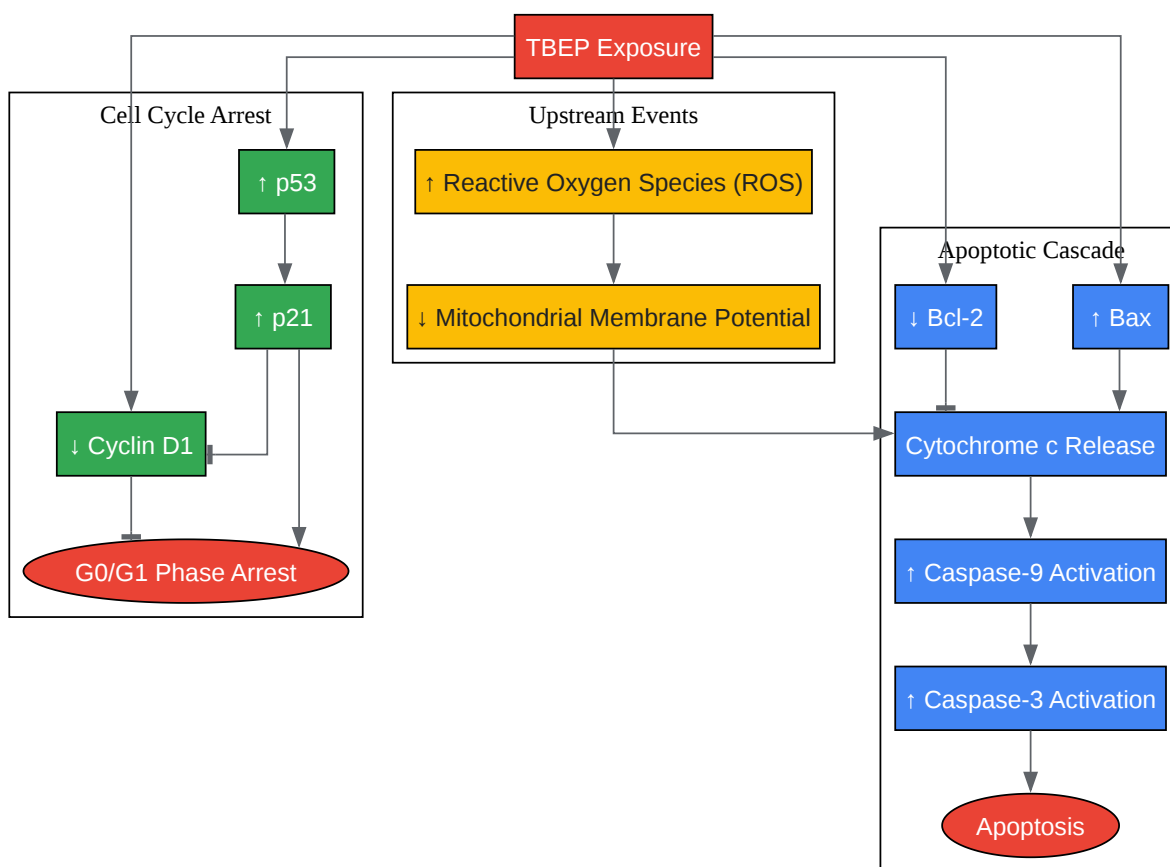 TBEP Exposure
Cell Cycle Arrest
↑ p53
↑ p21
↓ Cyclin D1
G0/G1 Phase Arrest
Upstream Events
↑ Reactive Oxygen Species (ROS)
↓ Mitochondrial Membrane Potential
Apoptotic Cascade
↓ Bcl-2
↑ Bax
Cytochrome c Release
↑ Caspase-9 Activation
↑ Caspase-3 Activation
Apoptosis